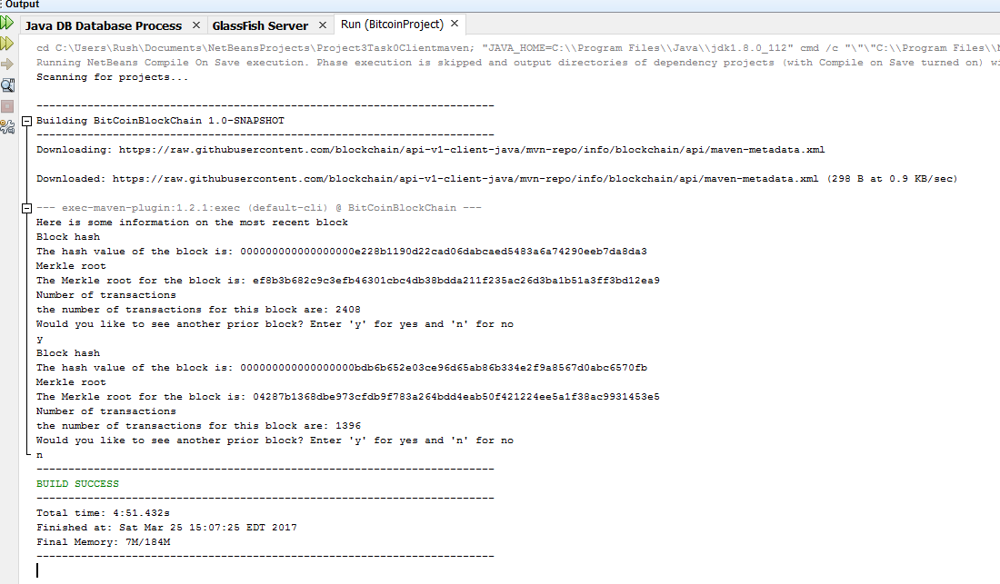 Output
Java DB Database Process × GlassFish Server × Run (BitcoinProject) ×
cd C:\Users\Rush\Documents\NetBeansProjects\Project3Task0Clientmaven; "JAVA_HOME=C:\\Program Files\\Java\\jdk1.8.0_112" cmd /c "\"\"C:\\Program Files\\
Running NetBeans Compile On Save execution. Phase execution is skipped and output directories of dependency projects (with Compile on Save turned on) wi
Scanning for projects...
------------------------------------------------------------------------
Building BitCoinBlockChain 1.0-SNAPSHOT
------------------------------------------------------------------------
Downloading: https://raw.githubusercontent.com/blockchain/api-v1-client-java/mvn-repo/info/blockchain/api/maven-metadata.xml
Downloaded: https://raw.githubusercontent.com/blockchain/api-v1-client-java/mvn-repo/info/blockchain/api/maven-metadata.xml (298 B at 0.9 KB/sec)
--- exec-maven-plugin:1.2.1:exec (default-cli) @ BitCoinBlockChain ---
Here is some information on the most recent block
Block hash
The hash value of the block is: 000000000000000000e228b1190d22cad06dabcaed5483a6a74290eeb7da8da3
Merkle root
The Merkle root for the block is: ef8b3b682c9c3efb46301cbc4db38bdda211f235ac26d3ba1b51a3ff3bd12ea9
Number of transactions
the number of transactions for this block are: 2408
Would you like to see another prior block? Enter 'y' for yes and 'n' for no
y
Block hash
The hash value of the block is: 000000000000000000bdb6b652e03ce96d65ab86b334e2f9a8567d0abc6570fb
Merkle root
The Merkle root for the block is: 04287b1368dbe973cfdb9f783a264bdd4eab50f421224ee5a1f38ac9931453e5
Number of transactions
the number of transactions for this block are: 1396
Would you like to see another prior block? Enter 'y' for yes and 'n' for no
n
------------------------------------------------------------------------
BUILD SUCCESS
------------------------------------------------------------------------
Total time: 4:51.432s
Finished at: Sat Mar 25 15:07:25 EDT 2017
Final Memory: 7M/184M
------------------------------------------------------------------------